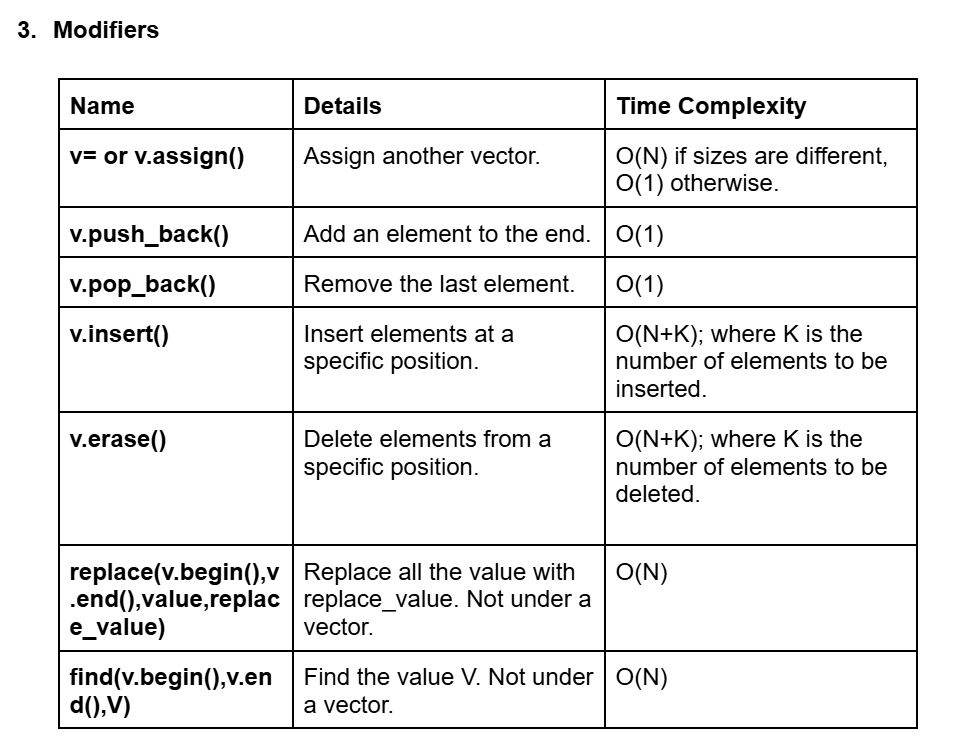 3. Modifiers
Name
Details
Time Complexity
v= or v.assign()
Assign another vector.
O(N) if sizes are different,
O(1) otherwise.
v.push_back()
Add an element to the end.
O(1)
v.pop_back()
Remove the last element.
O(1)
v.insert()
Insert elements at a
specific position.
O(N+K); where K is the
number of elements to be
inserted.
v.erase()
Delete elements from a
specific position.
O(N+K); where K is the
number of elements to be
deleted.
replace(v.begin(),v
.end(),value,replac
e_value)
Replace all the value with
replace_value. Not under a
vector.
O(N)
find(v.begin(),v.en
d(),V)
Find the value V. Not under
a vector.
O(N)